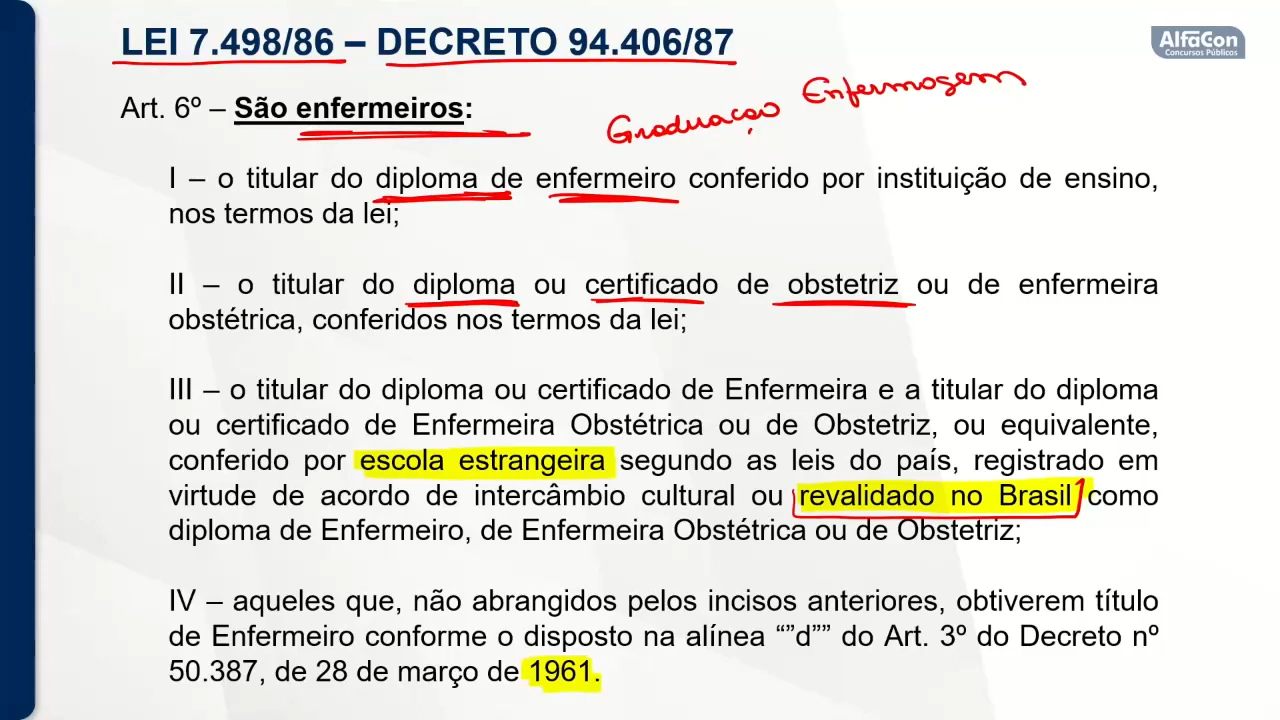 LEI 7.498/86 – DECRETO 94.406/87
AlfaCon
Concursos Públicos
Art. 6º – São enfermeiros:
Graduaçao Enfermagem
I – o titular do diploma de enfermeiro conferido por instituição de ensino,
nos termos da lei;
II – o titular do diploma ou certificado de obstetriz ou de enfermeira
obstétrica, conferidos nos termos da lei;
III – o titular do diploma ou certificado de Enfermeira e a titular do diploma
ou certificado de Enfermeira Obstétrica ou de Obstetriz, ou equivalente,
conferido por escola estrangeira segundo as leis do país, registrado em
virtude de acordo de intercâmbio cultural ou revalidado no Brasil como
diploma de Enfermeiro, de Enfermeira Obstétrica ou de Obstetriz;
IV – aqueles que, não abrangidos pelos incisos anteriores, obtiverem título
de Enfermeiro conforme o disposto na alínea “”d”” do Art. 3º do Decreto nº
50.387, de 28 de março de 1961.